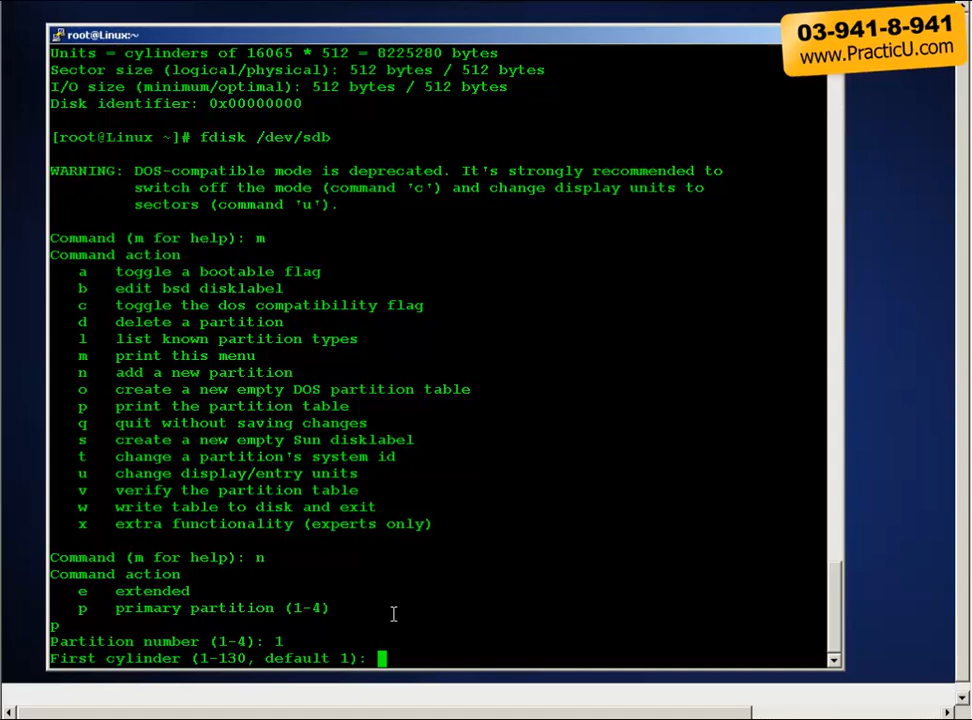 root@Linux:~
03-941-8-941
www.PracticU.com
Units = cylinders of 16065 * 512 = 8225280 bytes
Sector size (logical/physical): 512 bytes / 512 bytes
I/O size (minimum/optimal): 512 bytes / 512 bytes
Disk identifier: 0x00000000
[root@Linux ~]# fdisk /dev/sdb
WARNING: DOS-compatible mode is deprecated. It's strongly recommended to
switch off the mode (command 'c') and change display units to
sectors (command 'u').
Command (m for help): m
Command action
a   toggle a bootable flag
b   edit bsd disklabel
c   toggle the dos compatibility flag
d   delete a partition
l   list known partition types
m   print this menu
n   add a new partition
o   create a new empty DOS partition table
p   print the partition table
q   quit without saving changes
s   create a new empty Sun disklabel
t   change a partition's system id
u   change display/entry units
v   verify the partition table
w   write table to disk and exit
x   extra functionality (experts only)
Command (m for help): n
Command action
e   extended
p   primary partition (1-4)
p
Partition number (1-4): 1
First cylinder (1-130, default 1):